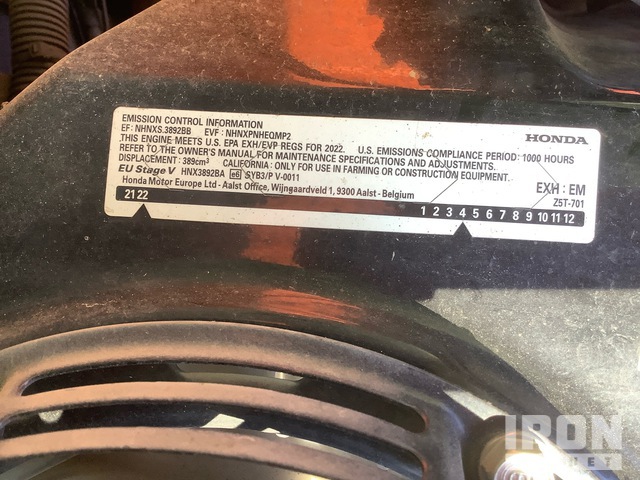 EMISSION CONTROL INFORMATION
HONDA
EF: NHNXS.3892BB EVF : NHNXPNHEQMP2
THIS ENGINE MEETS U.S. EPA EXH/EVP REGS FOR 2022. U.S. EMISSIONS COMPLIANCE PERIOD: 1000 HOURS
REFER TO THE OWNER'S MANUAL FOR MAINTENANCE SPECIFICATIONS AND ADJUSTMENTS.
DISPLACEMENT: 389cm³ CALIFORNIA: ONLY FOR USE IN FARMING OR CONSTRUCTION EQUIPMENT.
EU Stage V HNX3892BA e6 SYB3/P V-0011
EXH : EM
Honda Motor Europe Ltd - Aalst Office, Wijngaardveld 1, 9300 Aalst - Belgium
Z5T-701
21 22
1 2 3 4 5 6 7 8 9 10 11 12
IRON
PLANET